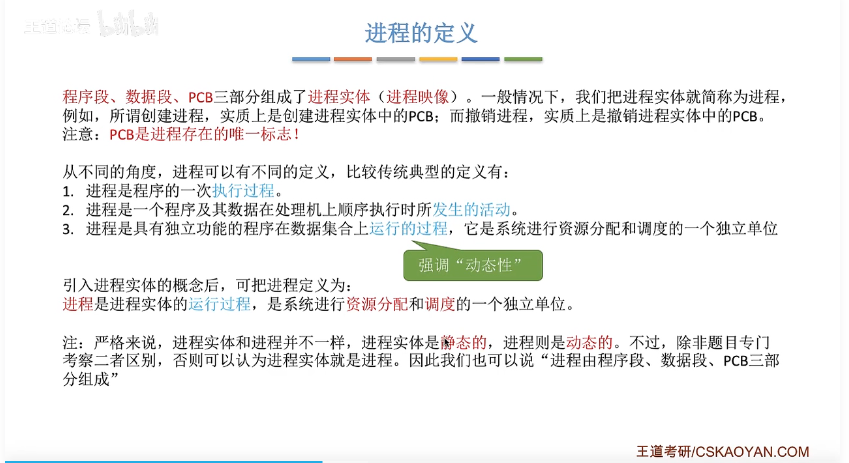 进程的定义
程序段、数据段、PCB三部分组成了进程实体（进程映像）。一般情况下，我们把进程实体就简称为进程，
例如，所谓创建进程，实质上是创建进程实体中的PCB；而撤销进程，实质上是撤销进程实体中的PCB。
注意：PCB是进程存在的唯一标志！
从不同的角度，进程可以有不同的定义，比较传统典型的定义有：
1. 进程是程序的一次执行过程。
2. 进程是一个程序及其数据在处理机上顺序执行时所发生的活动。
3. 进程是具有独立功能的程序在数据集合上运行的过程，它是系统进行资源分配和调度的一个独立单位
强调“动态性”
引入进程实体的概念后，可把进程定义为：
进程是进程实体的运行过程，是系统进行资源分配和调度的一个独立单位。
注：严格来说，进程实体和进程并不一样，进程实体是静态的，进程则是动态的。不过，除非题目专门
考察二者区别，否则可以认为进程实体就是进程。因此我们也可以说“进程由程序段、数据段、PCB三部
分组成”
王道考研/CSKAOYAN.COM